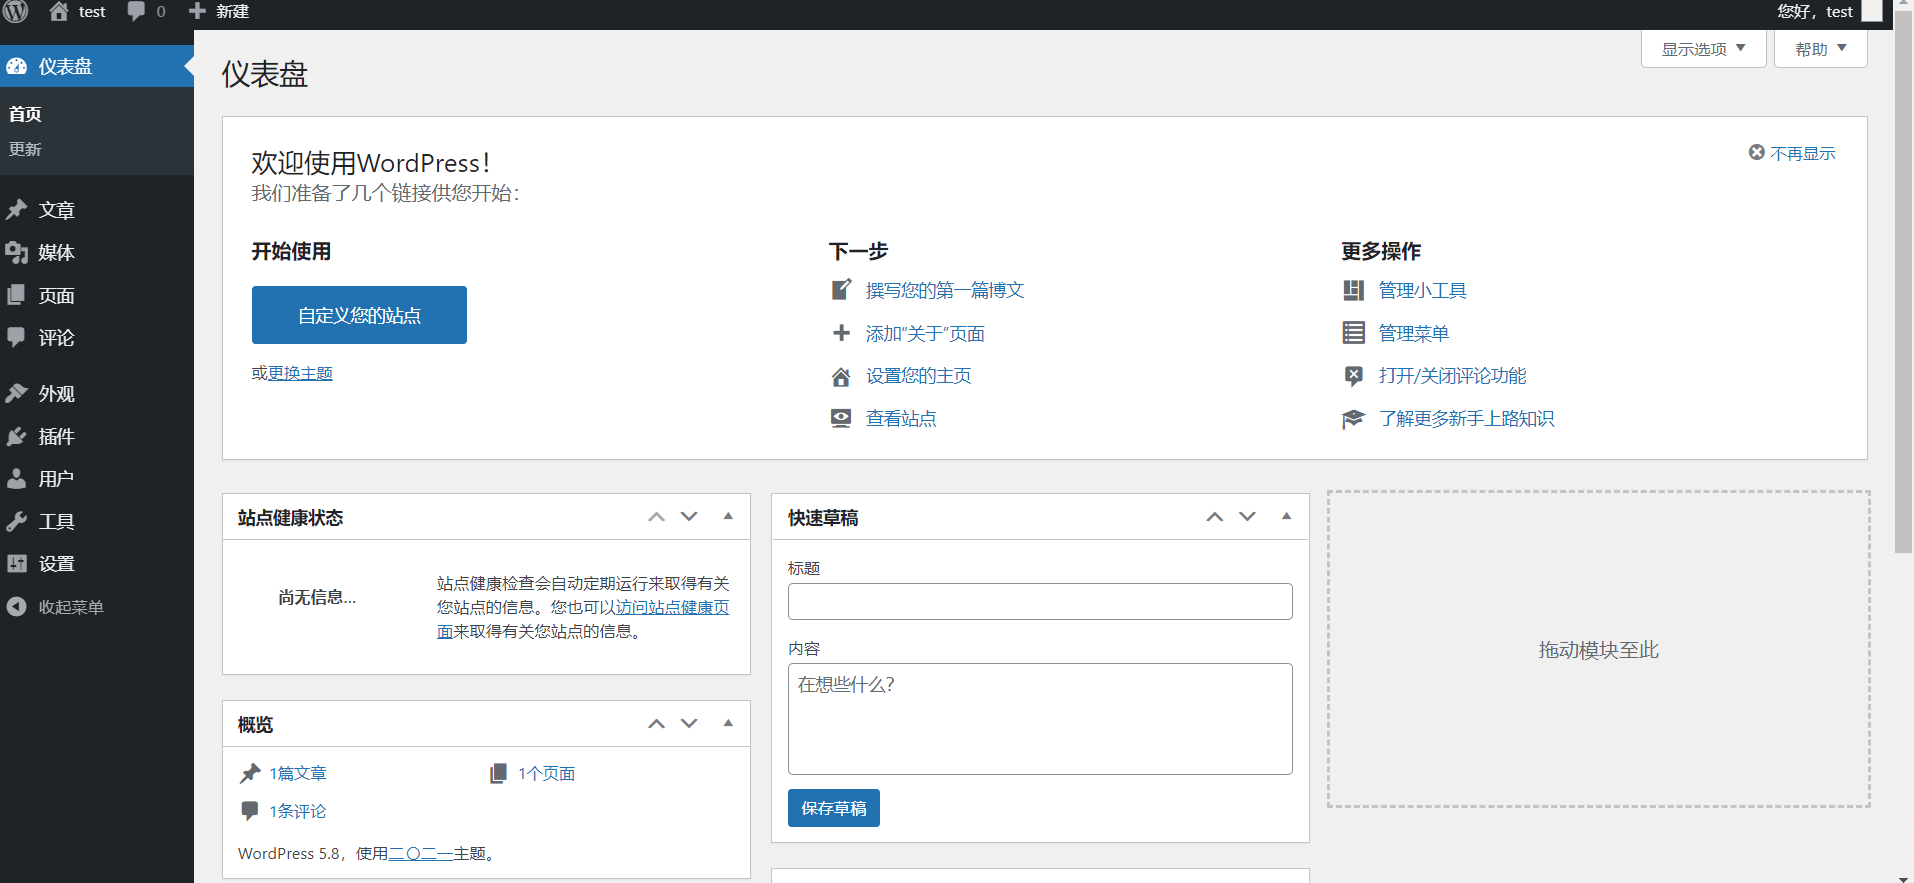 test
0
新建
您好，test
仪表盘
首页
更新
文章
媒体
页面
评论
外观
插件
用户
工具
设置
收起菜单
显示选项
帮助
仪表盘
欢迎使用WordPress！
我们准备了几个链接供您开始：
不再显示
开始使用
自定义您的站点
或更换主题
下一步
撰写您的第一篇博文
添加“关于”页面
设置您的主页
查看站点
更多操作
管理小工具
管理菜单
打开/关闭评论功能
了解更多新手上路知识
站点健康状态
尚无信息…
站点健康检查会自动定期运行来取得有关
您站点的信息。您也可以访问站点健康页
面来取得有关您站点的信息。
概览
1篇文章
1个页面
1条评论
WordPress 5.8，使用二〇二一主题。
快速草稿
标题
内容
在想些什么？
保存草稿
拖动模块至此